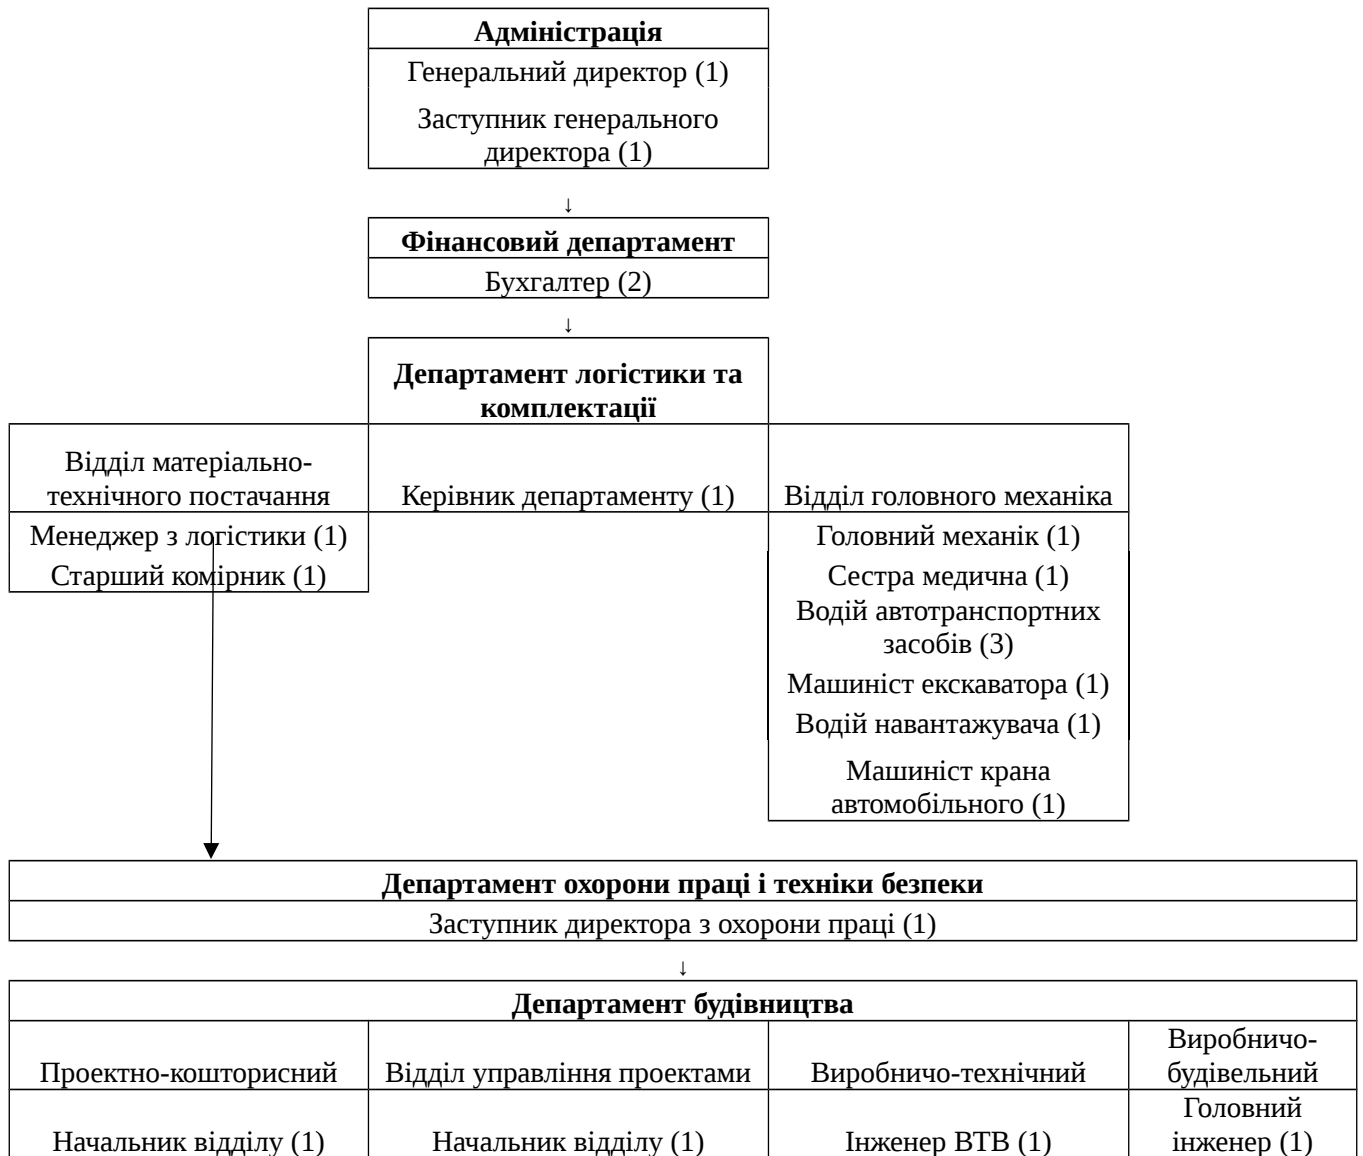 Адміністрація
Генеральний директор (1)
Заступник генерального
директора (1)
↓
Фінансовий департамент
Бухгалтер (2)
↓
Департамент логістики та
комплектації
Відділ матеріально-
технічного постачання
Керівник департаменту (1)
Відділ головного механіка
Менеджер з логістики (1)
Старший комірник (1)
Головний механік (1)
Сестра медична (1)
Водій автотранспортних
засобів (3)
Машиніст екскаватора (1)
Водій навантажувача (1)
Машиніст крана
автомобільного (1)
Департамент охорони праці і техніки безпеки
Заступник директора з охорони праці (1)
↓
Департамент будівництва
Проектно-кошторисний
Відділ управління проектами
Виробничо-технічний
Виробничо-
будівельний
Начальник відділу (1)
Начальник відділу (1)
Інженер ВТВ (1)
Головний
інженер (1)